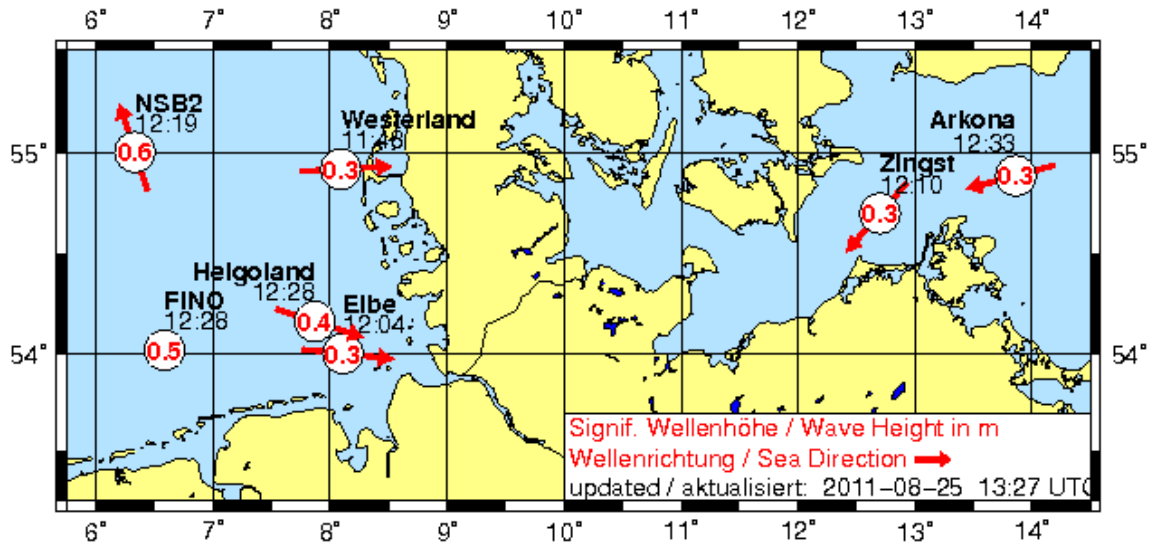 6° 7° 8° 9° 10° 11° 12° 13° 14°
NSB2
12:19
0.6
Westerland
11:48
0.3
Arkona
12:33
0.3
Zingst
12:10
0.3
55° 55°
Helgoland
12:28
0.4
FINO
12:28
0.5
Elbe
12:04
0.3
54° 54°
Signif. Wellenhöhe / Wave Height in m
Wellenrichtung / Sea Direction
updated / aktualisiert: 2011-08-25 13:27 UTC
6° 7° 8° 9° 10° 11° 12° 13° 14°